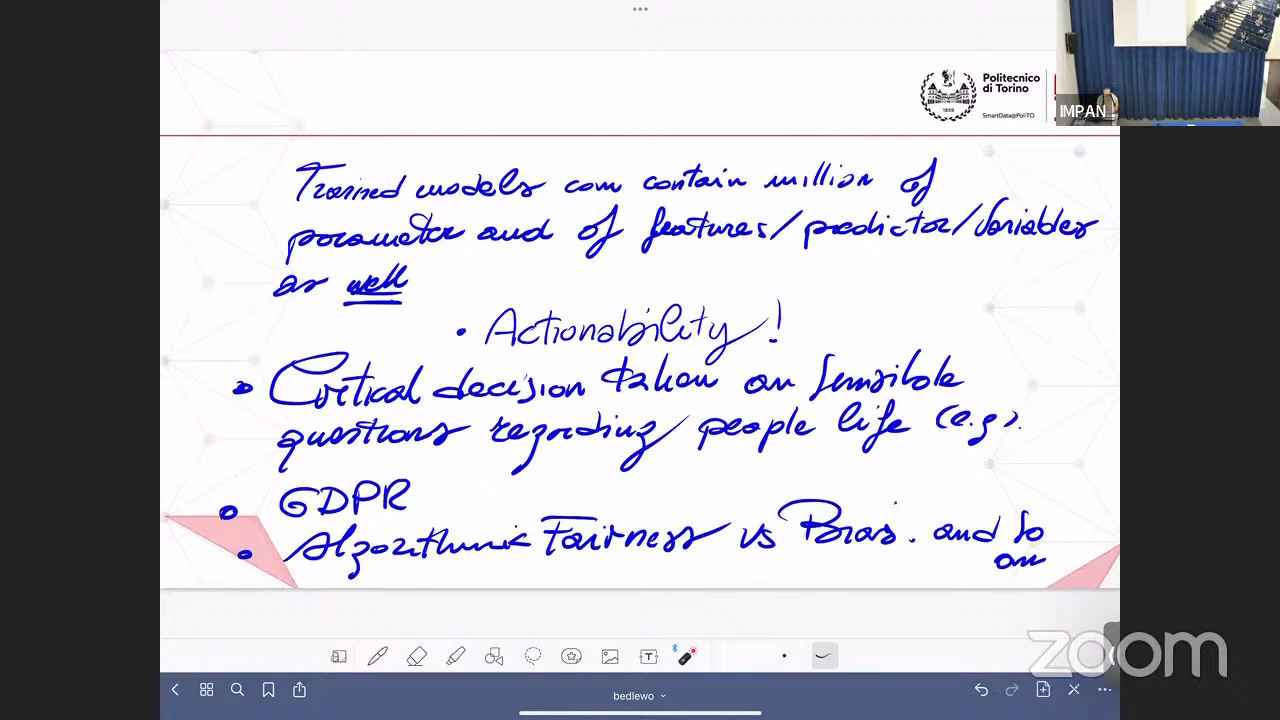 Politecnico
di Torino
1859
SmartData@PoliTO
IMPAN
Trained models can contain million of
parameter and of features/predictor/Variables
as well
• Actionability!
• Critical decision taken on sensible
questions regarding people life (e.g).
• GDPR
• Algorithmic Fairness vs Bias. and so
on
T
zoom
bedlewo